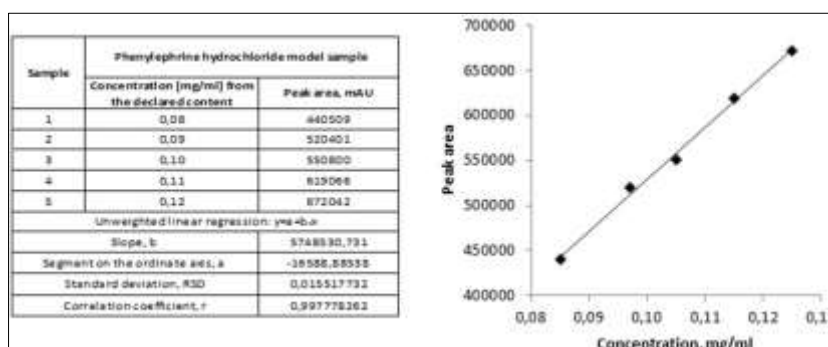 Sample
Phenylephrine hydrochloride model sample
Concentration [mg/ml] from
the declared content
Peak area, mAU
1 0,08 440509
2 0,09 520401
3 0,10 550800
4 0,11 619066
5 0,12 672042
Unweighted linear regression:
Slope, b 5748530,731
Segment on the ordinate axis, a -16588,88538
Standard deviation, RSD 0,015517732
Correlation coefficient, r 0,997778262
700000
650000
600000
550000
500000
450000
400000
Peak area
0,08 0,09 0,10 0,11 0,12
Concentration, mg/ml